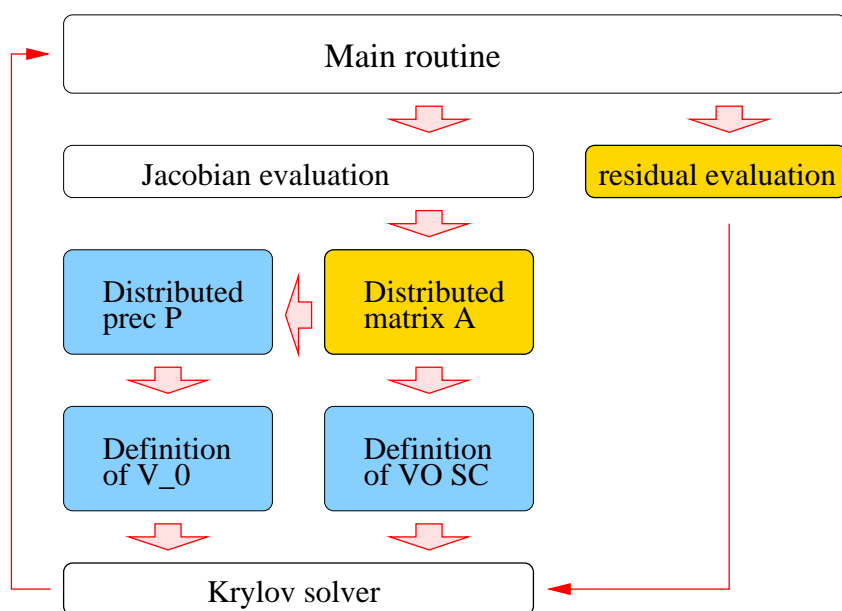 Main routine
Jacobian evaluation
residual evaluation
Distributed
prec P
Distributed
matrix A
Definition
of V_0
Definition
of VO SC
Krylov solver